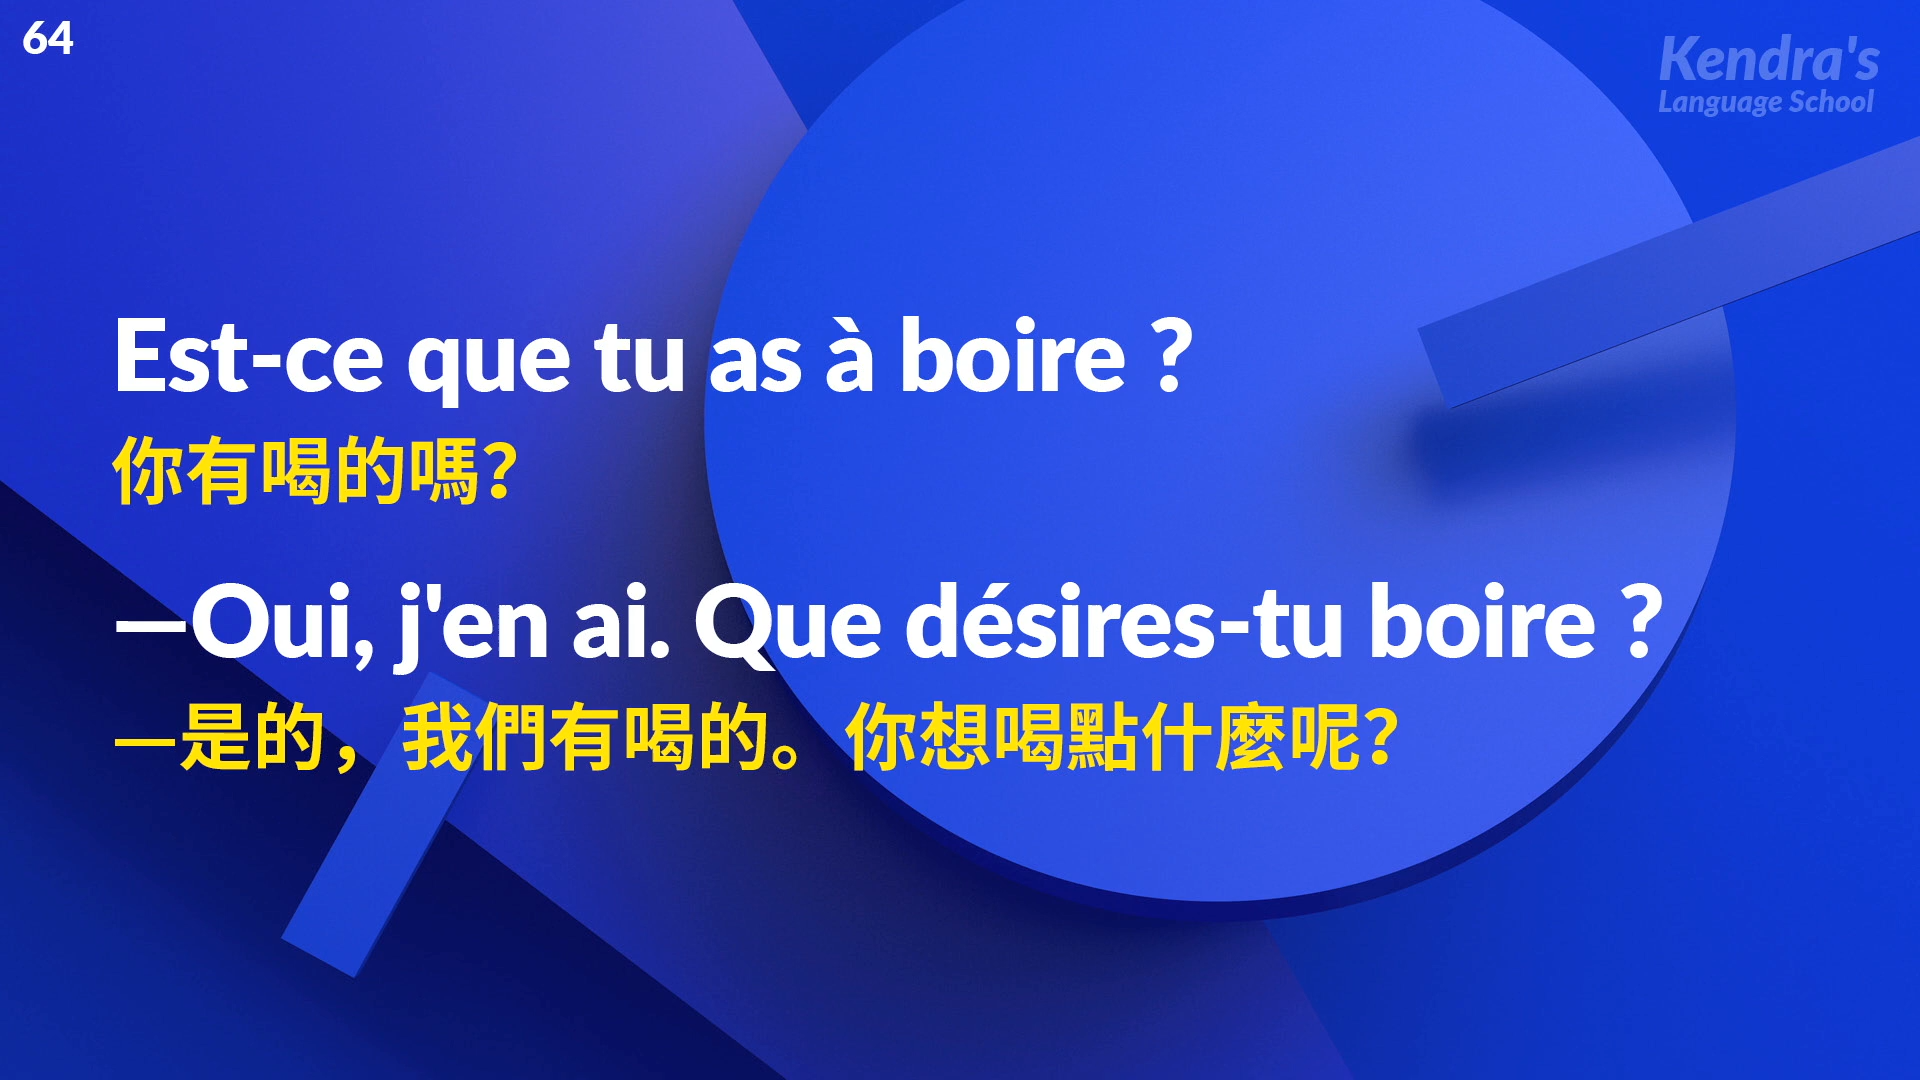 64
Kendra's
Language School
Est-ce que tu as à boire ?
你有喝的嗎?
—Oui, j'en ai. Que désires-tu boire ?
—是的，我們有喝的。你想喝點什麼呢?